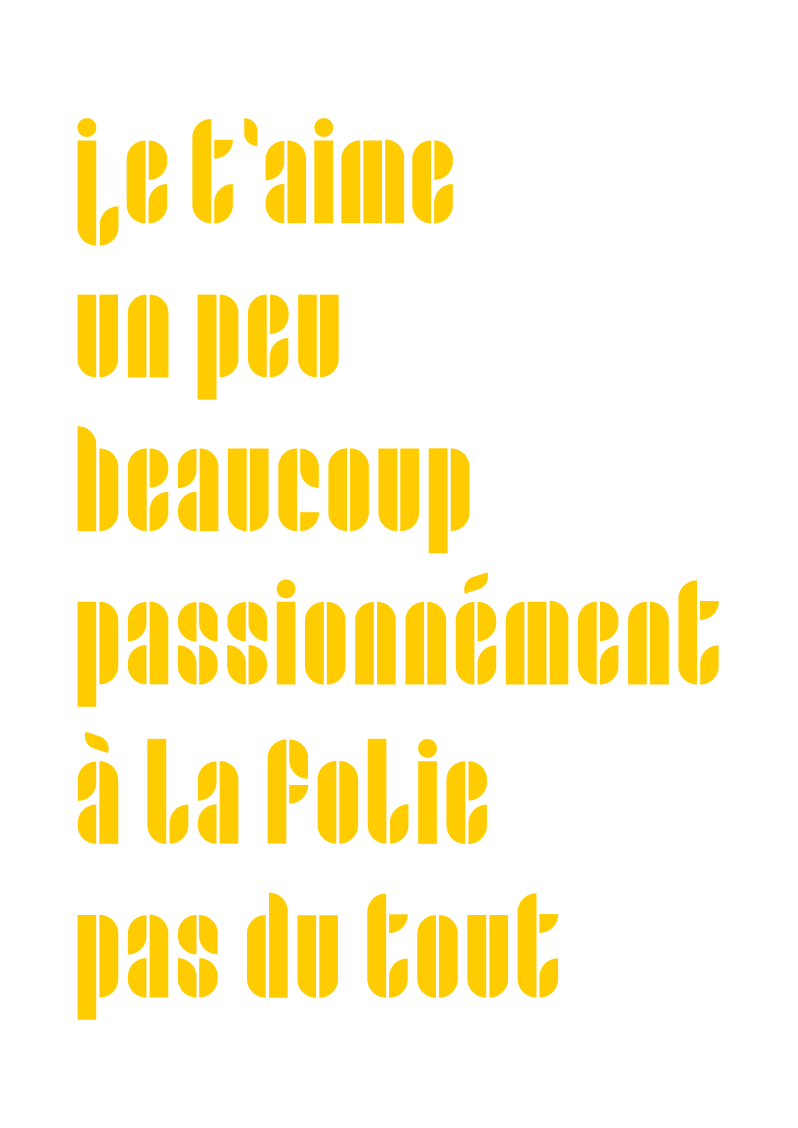 je t'aime
un peu
beaucoup
passionnément
à la folie
pas du tout